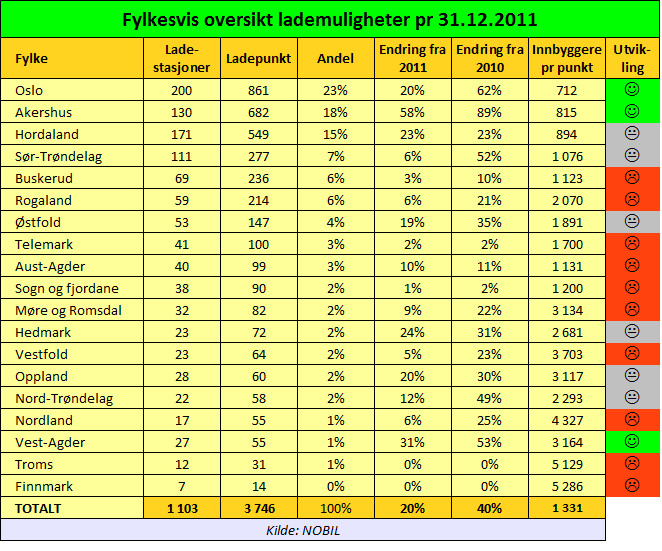 Fylkesvis oversikt lademuligheter pr 31.12.2011
Fylke Lade-stasjoner Ladepunkt Andel Endring fra 2011 Endring fra 2010 Innbyggere pr punkt Utvik-ling
Oslo 200 861 23% 20% 62% 712
Akershus 130 682 18% 58% 89% 815
Hordaland 171 549 15% 23% 23% 894
Sør-Trøndelag 111 277 7% 6% 52% 1 076
Buskerud 69 236 6% 3% 10% 1 123
Rogaland 59 214 6% 6% 21% 2 070
Østfold 53 147 4% 19% 35% 1 891
Telemark 41 100 3% 2% 2% 1 700
Aust-Agder 40 99 3% 10% 11% 1 131
Sogn og fjordane 38 90 2% 1% 2% 1 200
Møre og Romsdal 32 82 2% 9% 22% 3 134
Hedmark 23 72 2% 24% 31% 2 681
Vestfold 23 64 2% 5% 23% 3 703
Oppland 28 60 2% 20% 30% 3 117
Nord-Trøndelag 22 58 2% 12% 49% 2 293
Nordland 17 55 1% 6% 25% 4 327
Vest-Agder 27 55 1% 31% 53% 3 164
Troms 12 31 1% 0% 0% 5 129
Finnmark 7 14 0% 0% 0% 5 286
TOTALT 1 103 3 746 100% 20% 40% 1 331
Kilde: NOBIL